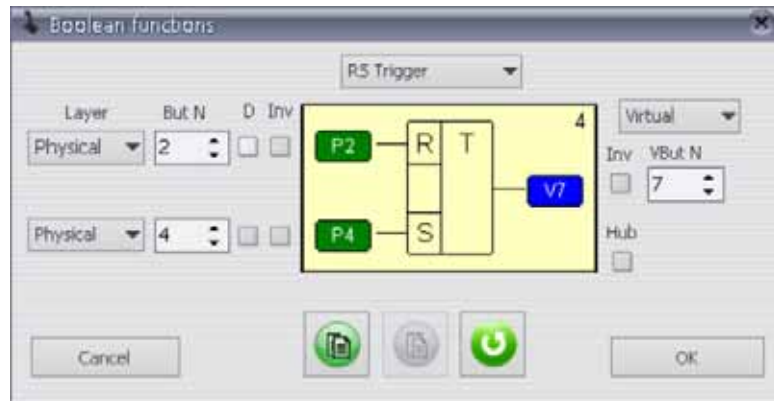 Boolean functions
RS Trigger
Layer But N D Inv
Physical 2
Physical 4
P2 R T
P4 S
4
V7
Virtual
Inv VBut N
7
Hub
Cancel
OK